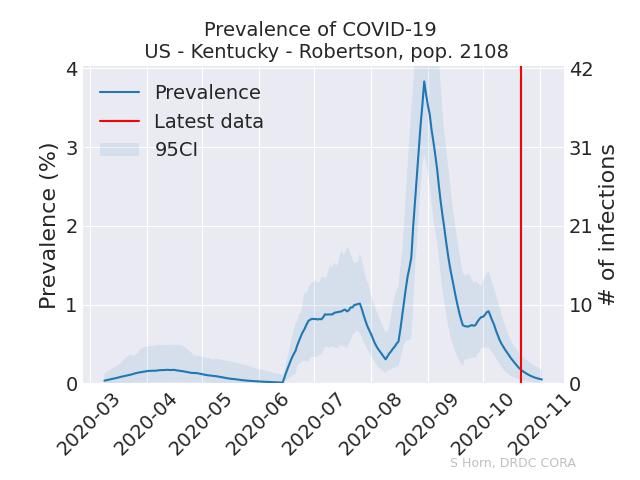 Prevalence of COVID-19
US - Kentucky - Robertson, pop. 2108
Prevalence
Latest data
95CI
Prevalence (%)
4
3
2
1
0
# of infections
42
31
21
10
0
2020-03
2020-04
2020-05
2020-06
2020-07
2020-08
2020-09
2020-10
2020-11
S Horn, DRDC CORA